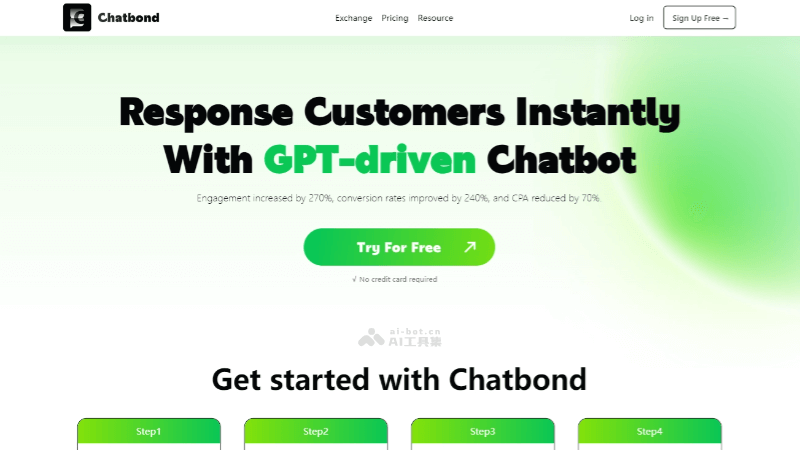 Chatbond
Exchange Pricing Resource
Log in
Sign Up Free →
Response Customers Instantly
With GPT-driven Chatbot
Engagement increased by 270%, conversion rates improved by 240%, and CPA reduced by 70%.
Try For Free
√ No credit card required
ai-bot.cn
AI工具集
Get started with Chatbond
Step1
Step2
Step3
Step4